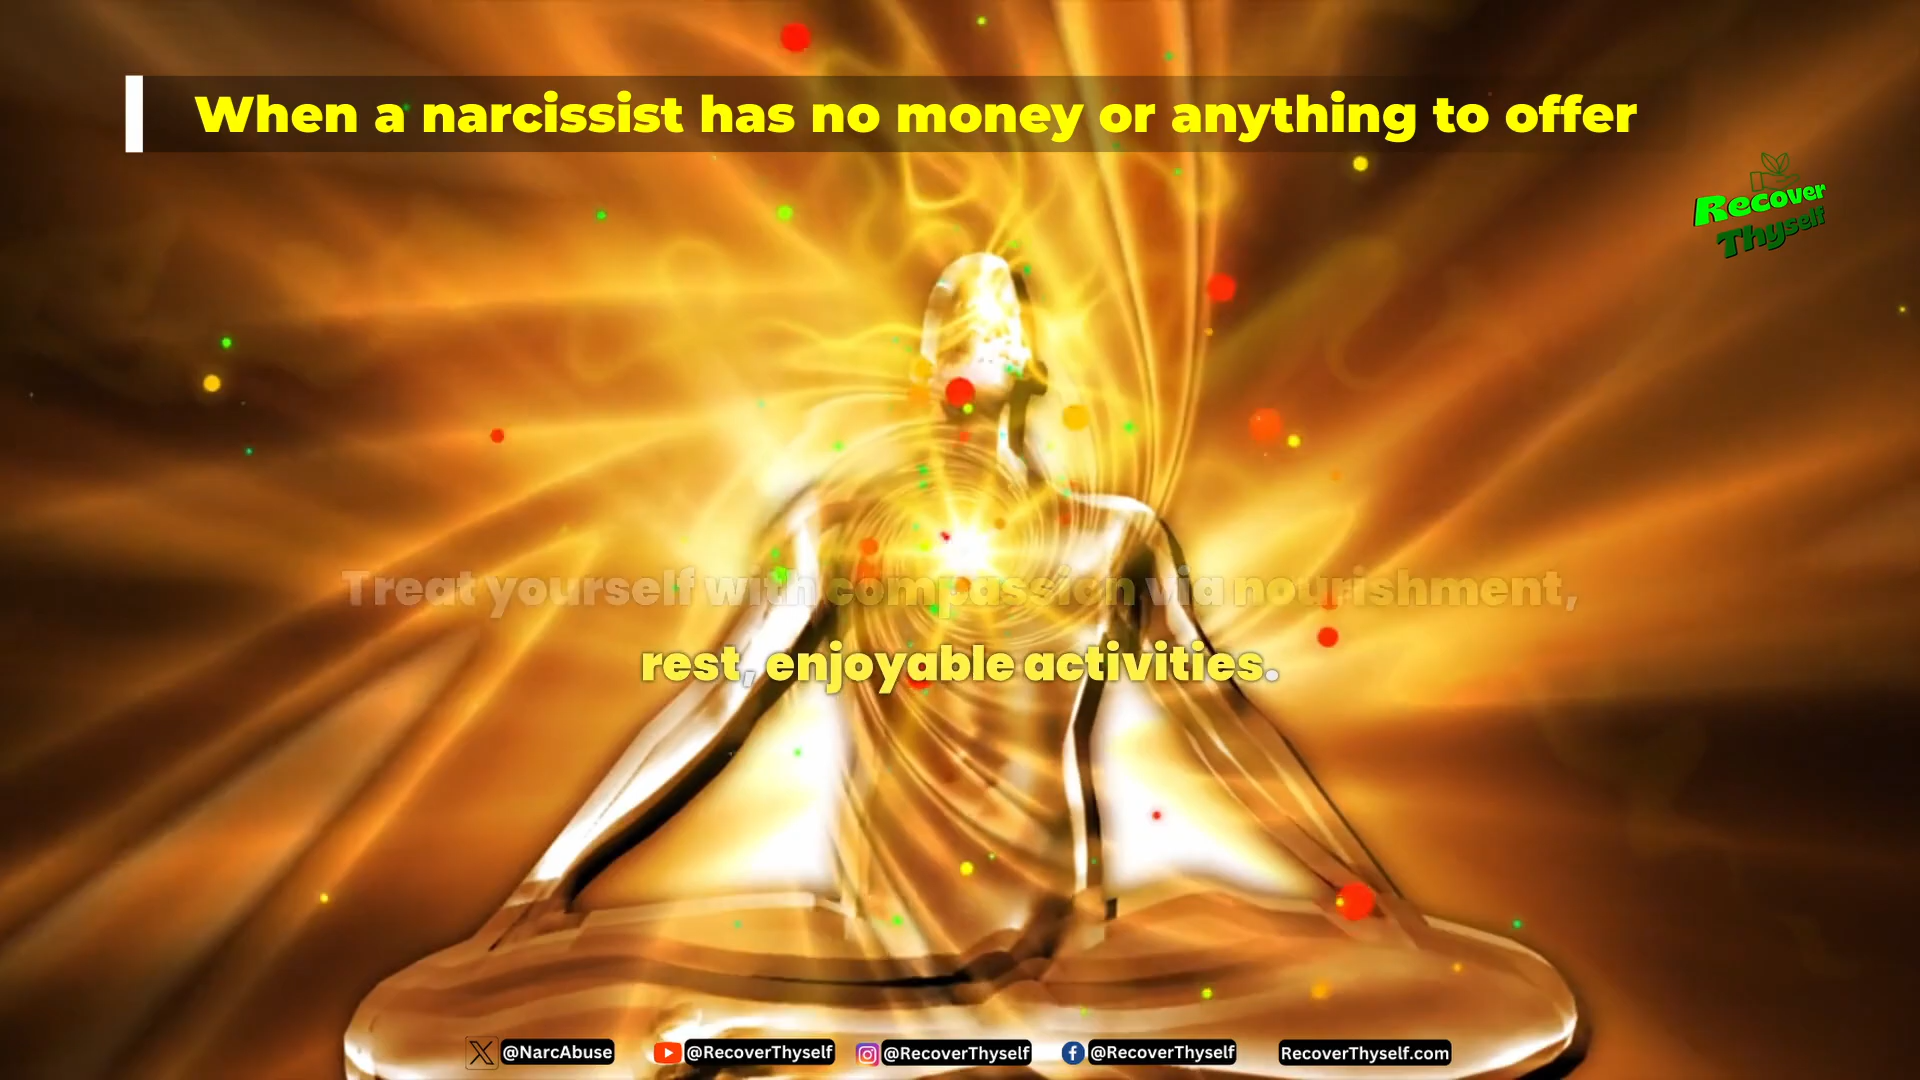 When a narcissist has no money or anything to offer
Recover
Thyself
Treat yourself with compassion via nourishment,
rest, enjoyable activities.
@NarcAbuse
@RecoverThyself
@RecoverThyself
@RecoverThyself
RecoverThyself.com